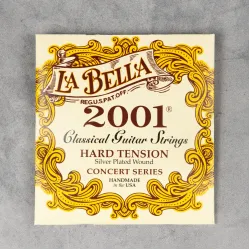 LA BELLA
REG.U.S.PAT.OFF.
2001®
Classical Guitar Strings
HARD TENSION
Silver Plated Wound
CONCERT SERIES
HANDMADE
in the USA